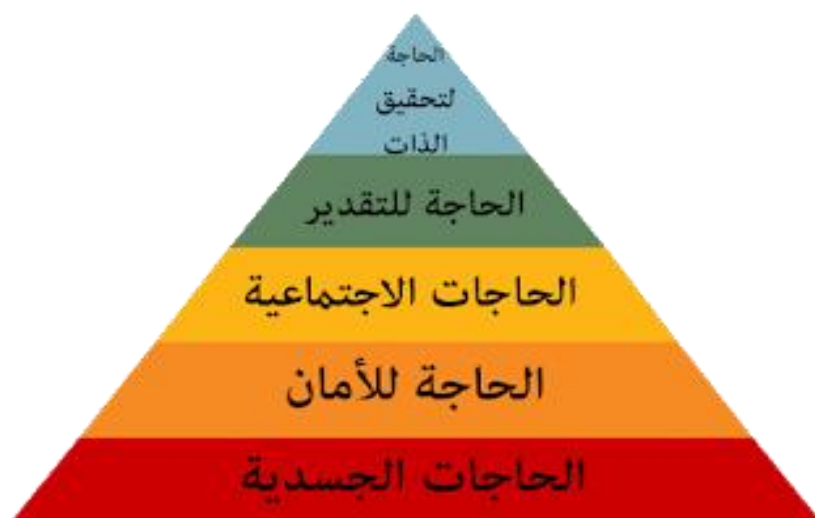 الحاجة
لتحقيق
الذات
الحاجة للتقدير
الحاجات الاجتماعية
الحاجة للأمان
الحاجات الجسدية